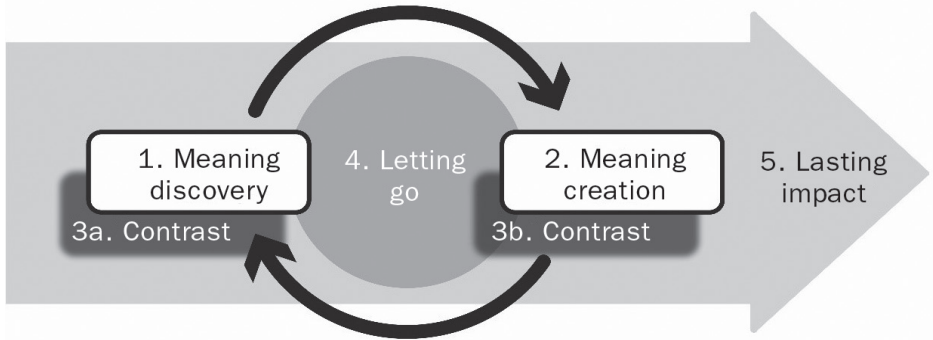 1. Meaning
discovery
3a. Contrast
4. Letting
go
2. Meaning
creation
3b. Contrast
5. Lasting
impact